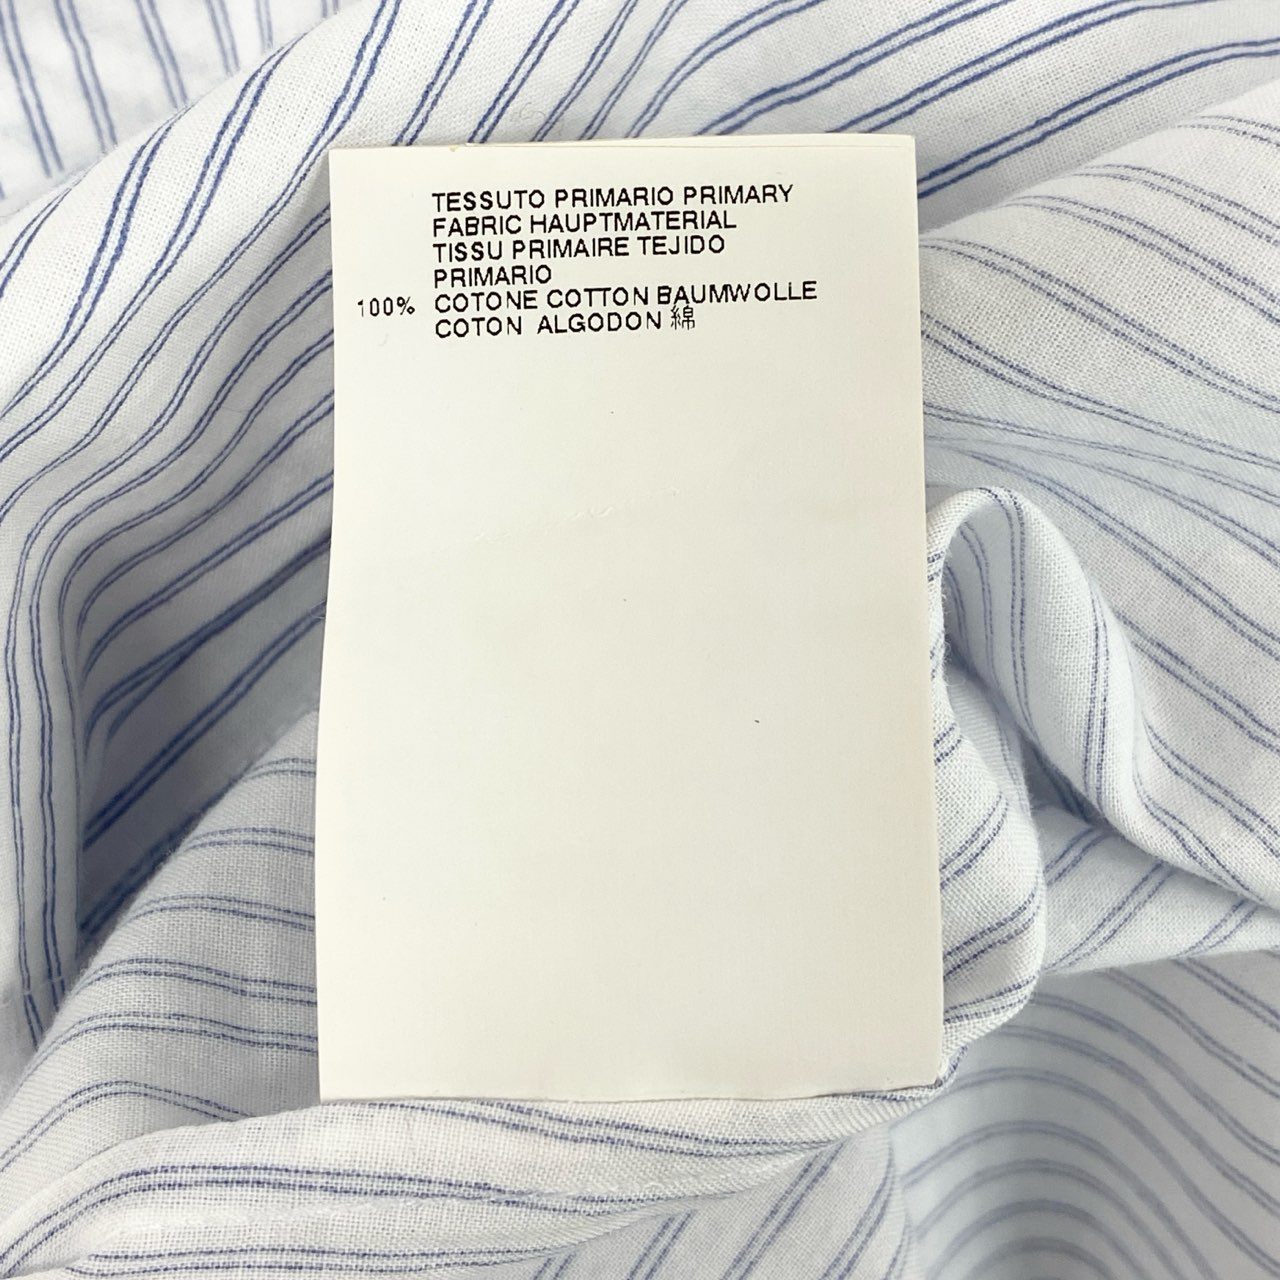 TESSUTO PRIMARIO PRIMARY
FABRIC HAUPTMATERIAL
TISSU PRIMAIRE TEJIDO
PRIMARIO
100% COTONE COTTON BAUMWOLLE
COTON ALGODON 綿